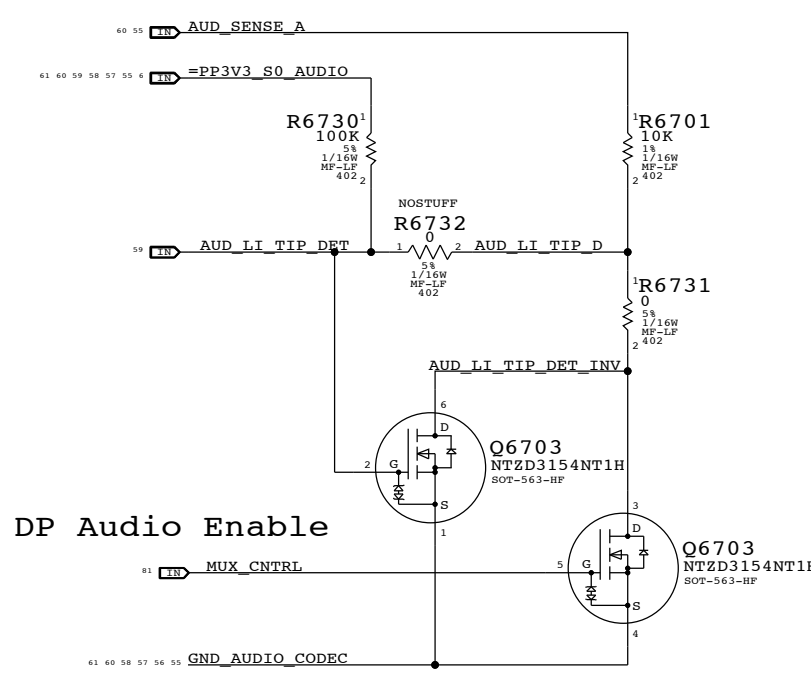 60 55 IN AUD_SENSE_A
61 60 59 58 57 55 6 IN =PP3V3_S0_AUDIO
R6730 1
100K
5%
1/16W
MF-LF
402
2
1 R6701
10K
1%
1/16W
MF-LF
402
2
NOSTUFF
R6732
0
59 IN AUD_LI_TIP_DET 1 2 AUD_LI_TIP_D
5%
1/16W
MF-LF
402
1 R6731
0
5%
1/16W
MF-LF
402
2
AUD_LI_TIP_DET_INV
6
D
2 G
S
1
Q6703
NTZD3154NT1H
SOT-563-HF
DP Audio Enable
3
D
81 IN MUX_CNTRL 5 G
S
4
Q6703
NTZD3154NT1H
SOT-563-HF
61 60 58 57 56 55 GND_AUDIO_CODEC